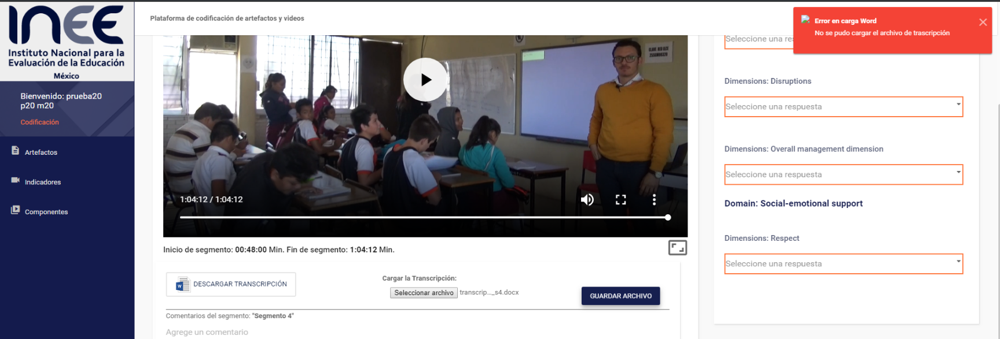 INEE
Instituto Nacional para la
Evaluación de la Educación
México
Bienvenido: prueba20
p20 m20
Codificación
Artefactos
Indicadores
Componentes
Plataforma de codificación de artefactos y videos
1:04:12 / 1:04:12
Inicio de segmento: 00:48:00 Min. Fin de segmento: 1:04:12 Min.
DESCARGAR TRANSCRIPCIÓN
Cargar la Transcripción:
Seleccionar archivo transcrip..._s4.docx
GUARDAR ARCHIVO
Comentarios del segmento: "Segmento 4"
Agrege un comentario
Error en carga Word
No se pudo cargar el archivo de trascripción
Seleccione una re
Dimensions: Disruptions
Seleccione una respuesta
Dimensions: Overall management dimension
Seleccione una respuesta
Domain: Social-emotional support
Dimensions: Respect
Seleccione una respuesta